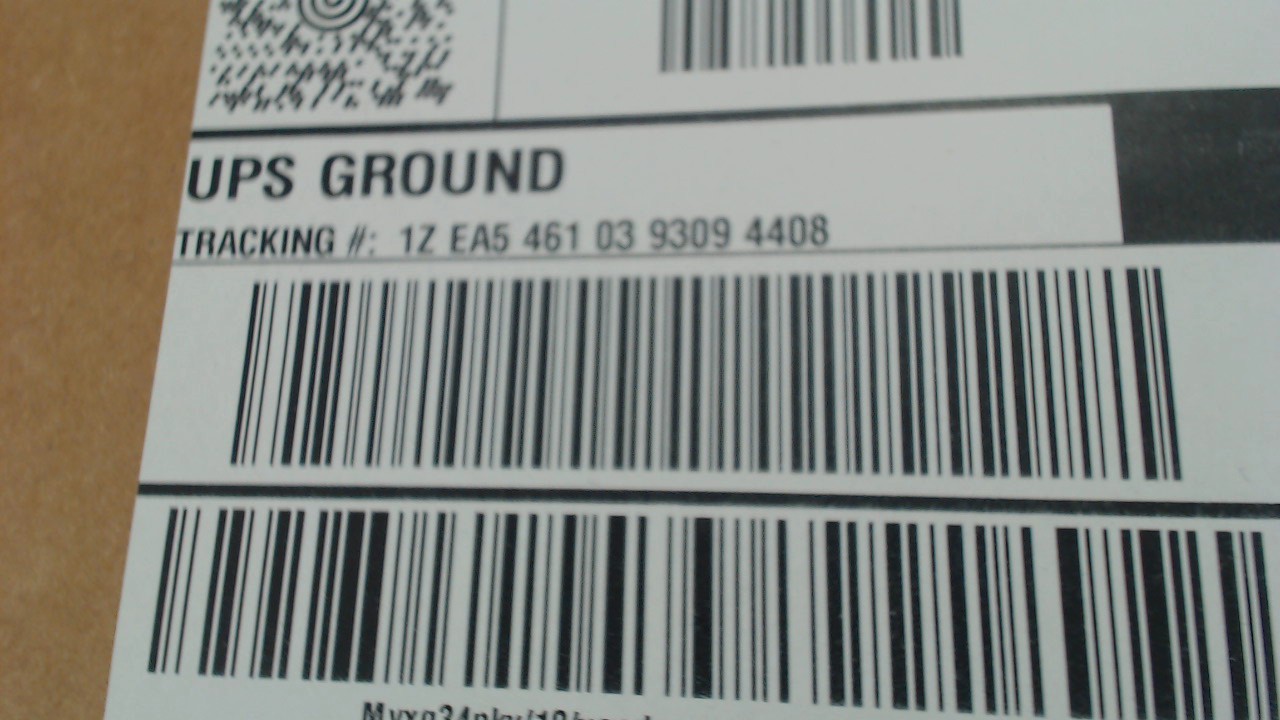 UPS GROUND
TRACKING #: 1Z EA5 461 03 9309 4408